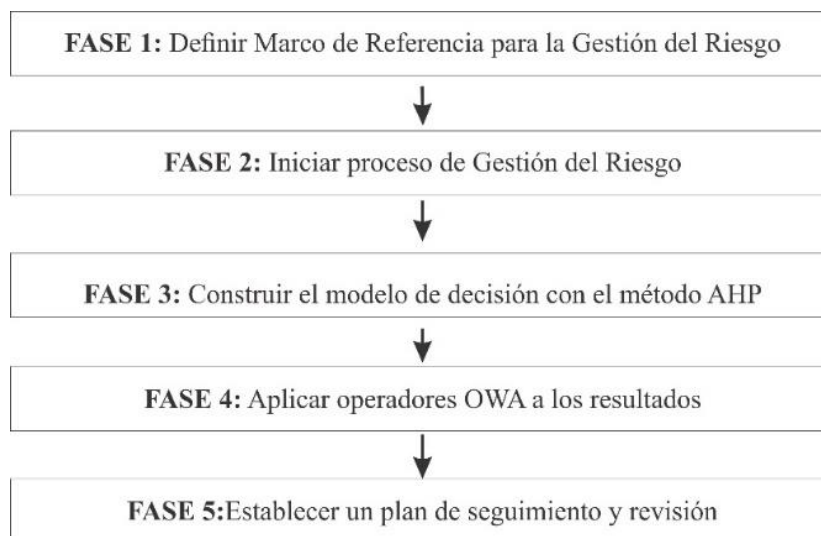 FASE 1: Definir Marco de Referencia para la Gestión del Riesgo
FASE 2: Iniciar proceso de Gestión del Riesgo
FASE 3: Construir el modelo de decisión con el método AHP
FASE 4: Aplicar operadores OWA a los resultados
FASE 5:Establecer un plan de seguimiento y revisión